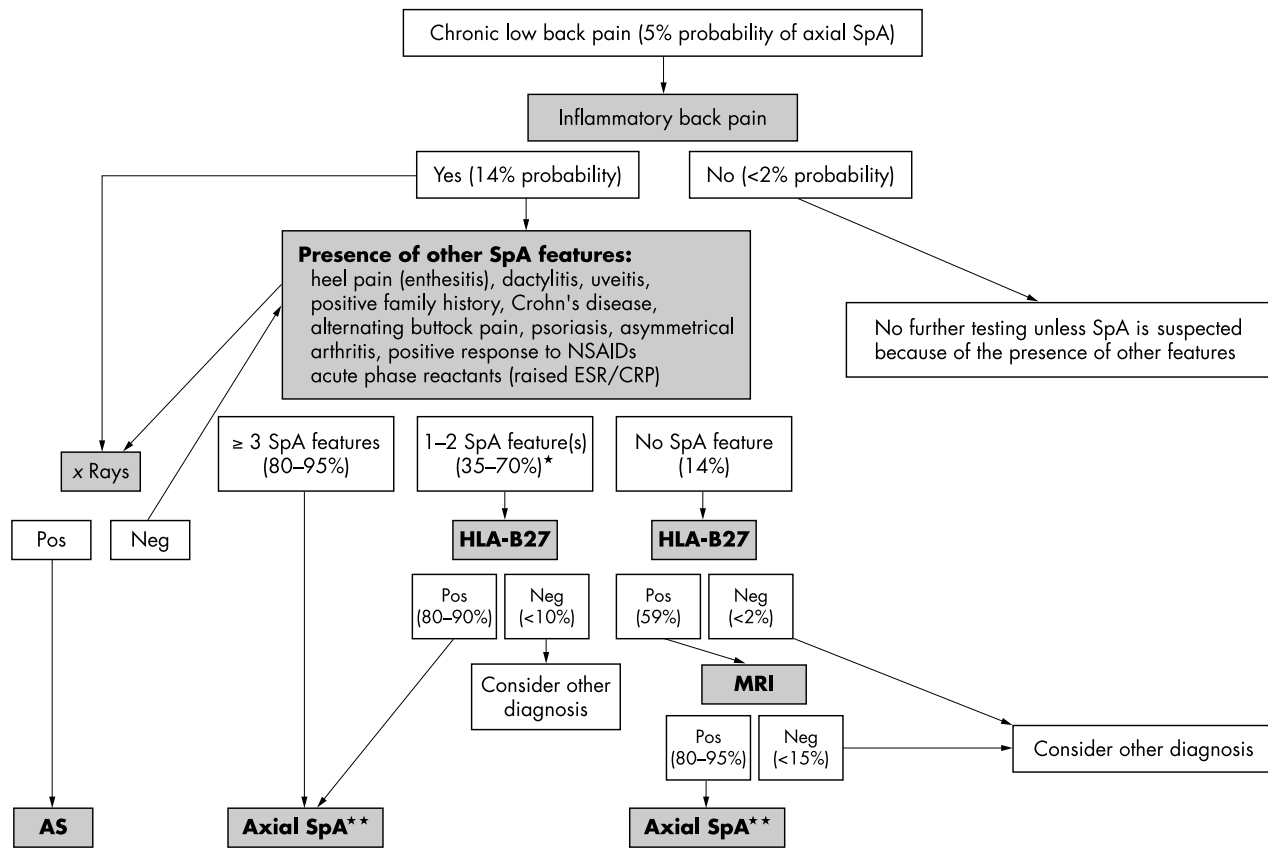 Chronic low back pain (5% probability of axial SpA)
Inflammatory back pain
Yes (14% probability)
No (<2% probability)
Presence of other SpA features:
heel pain (enthesitis), dactylitis, uveitis,
positive family history, Crohn's disease,
alternating buttock pain, psoriasis, asymmetrical
arthritis, positive response to NSAIDs
acute phase reactants (raised ESR/CRP)
No further testing unless SpA is suspected
because of the presence of other features
x Rays
≥ 3 SpA features
(80–95%)
1–2 SpA feature(s)
(35–70%)★
No SpA feature
(14%)
Pos
Neg
HLA-B27
HLA-B27
Pos
(80–90%)
Neg
(<10%)
Pos
(59%)
Neg
(<2%)
Consider other
diagnosis
MRI
Pos
(80–95%)
Neg
(<15%)
Consider other diagnosis
AS
Axial SpA★★
Axial SpA★★